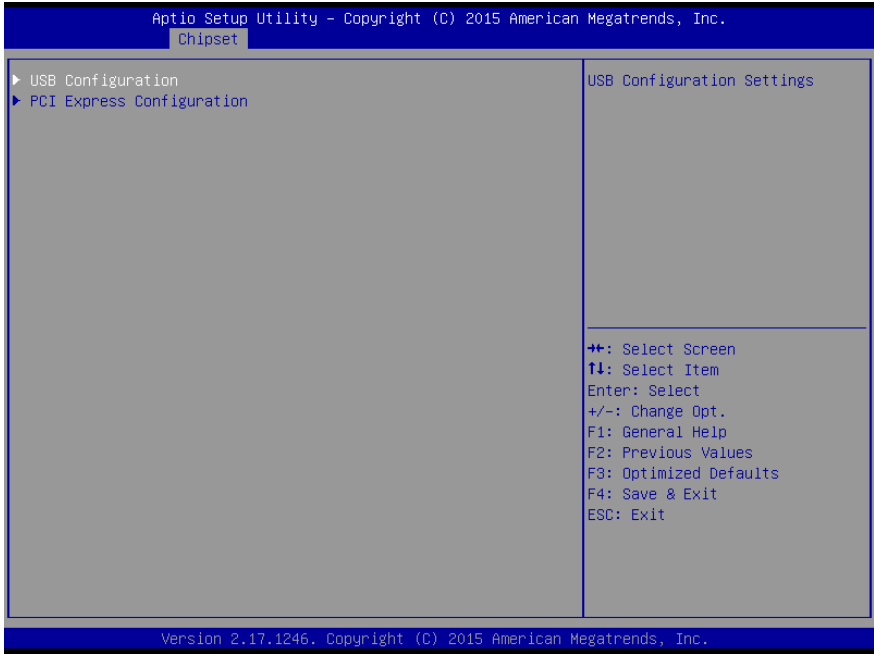 Aptio Setup Utility – Copyright (C) 2015 American Megatrends, Inc.
Chipset
▶ USB Configuration
▶ PCI Express Configuration
USB Configuration Settings
→←: Select Screen
↑↓: Select Item
Enter: Select
+/-: Change Opt.
F1: General Help
F2: Previous Values
F3: Optimized Defaults
F4: Save & Exit
ESC: Exit
Version 2.17.1246. Copyright (C) 2015 American Megatrends, Inc.